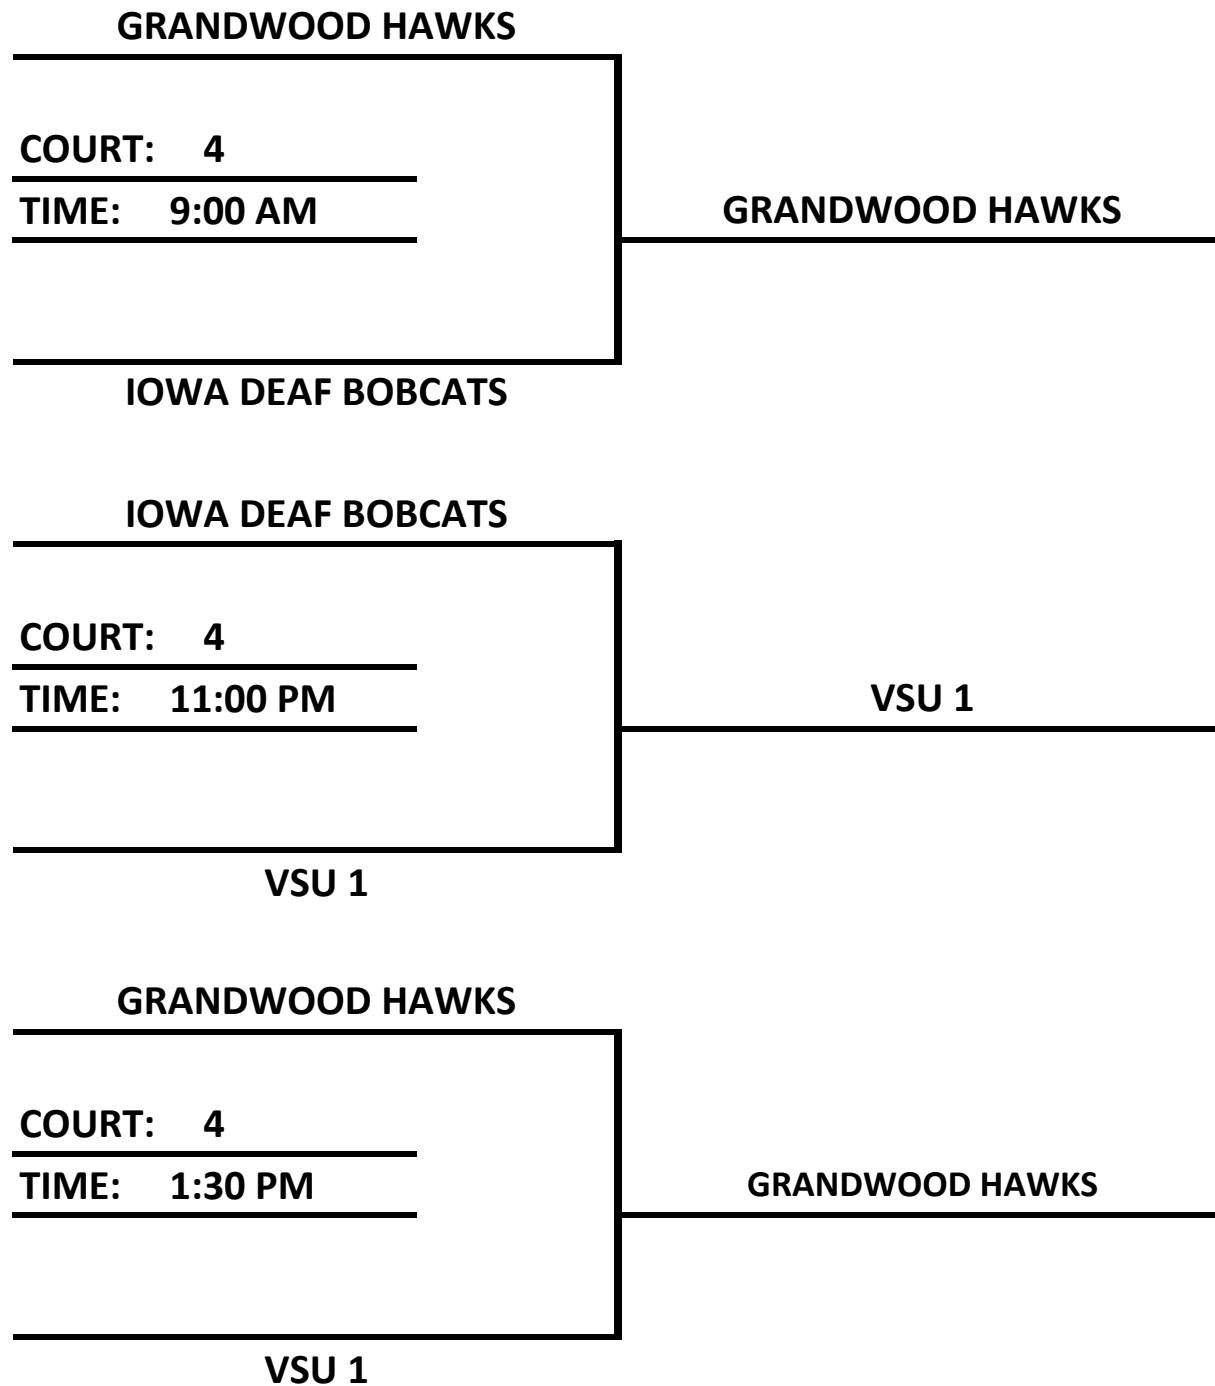 GRANDWOOD HAWKS
COURT: 4
TIME: 9:00 AM
GRANDWOOD HAWKS
IOWA DEAF BOBCATS
IOWA DEAF BOBCATS
COURT: 4
TIME: 11:00 PM
VSU 1
VSU 1
GRANDWOOD HAWKS
COURT: 4
TIME: 1:30 PM
GRANDWOOD HAWKS
VSU 1